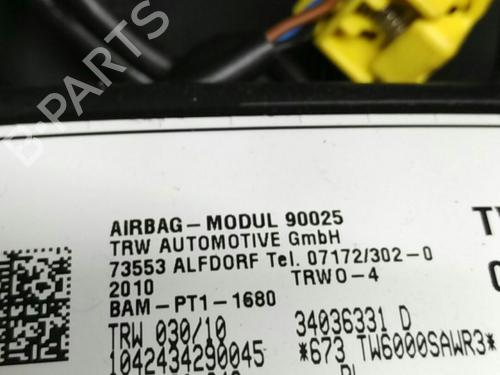 AIRBAG-MODUL 90025
TRW AUTOMOTIVE GmbH
73553 ALFDORF Tel. 07172/302-0
2010 TRWO-4
BAM-PT1-1680
TRW 030/10 34036331 D
1042434290045 *673 TW6000SAWR3*